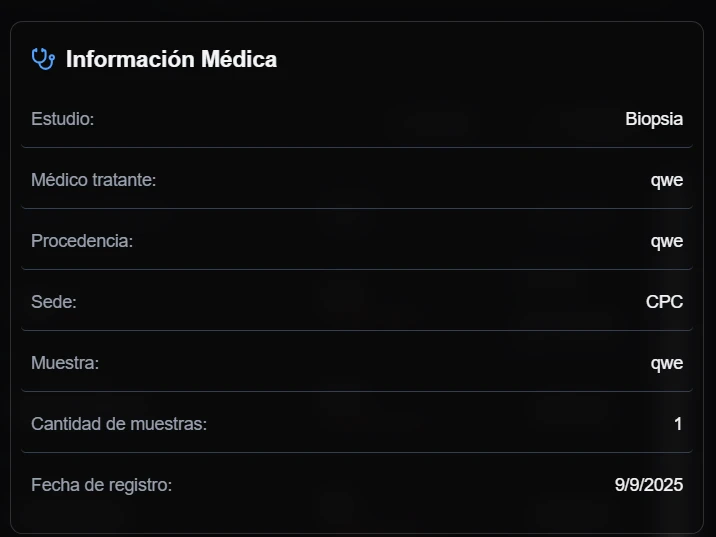 Información Médica
Estudio: Biopsia
Médico tratante: qwe
Procedencia: qwe
Sede: CPC
Muestra: qwe
Cantidad de muestras: 1
Fecha de registro: 9/9/2025